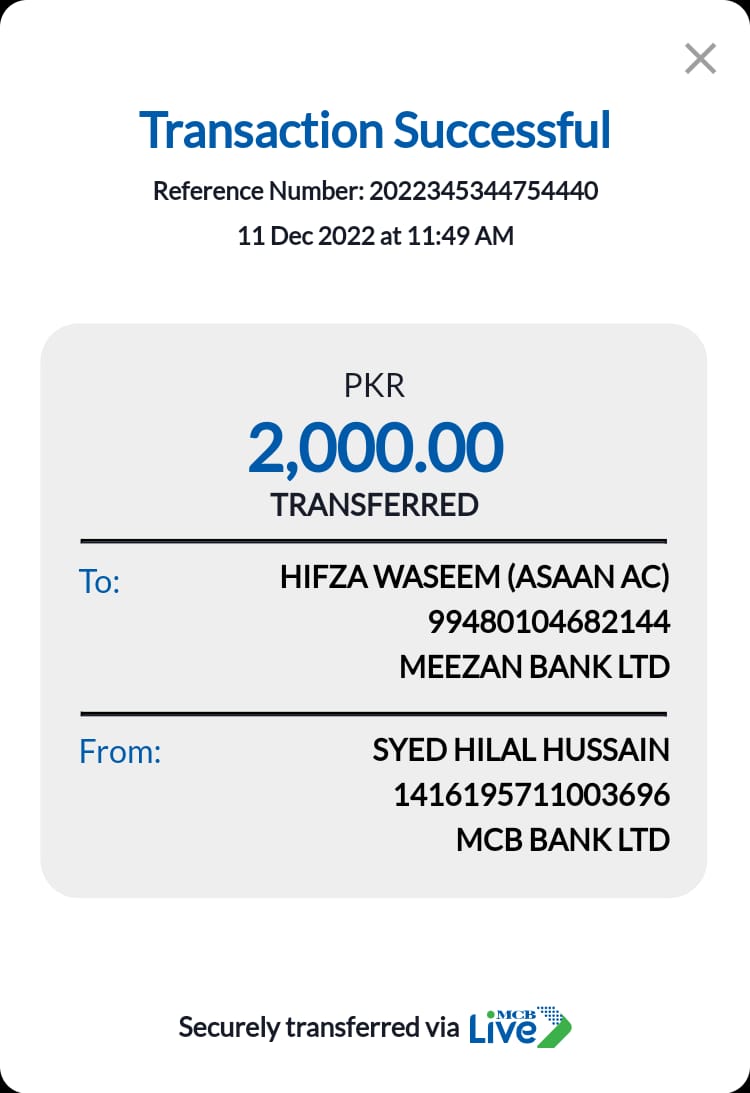 Transaction Successful
Reference Number: 2022345344754440
11 Dec 2022 at 11:49 AM
PKR
2,000.00
TRANSFERRED
To:
HIFZA WASEEM (ASAAN AC)
99480104682144
MEEZAN BANK LTD
From:
SYED HILAL HUSSAIN
1416195711003696
MCB BANK LTD
Securely transferred via MCB Live